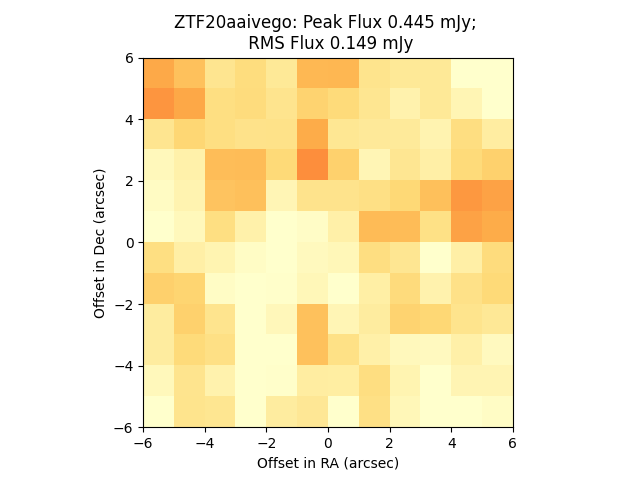 ZTF20aaivego: Peak Flux 0.445 mJy;
RMS Flux 0.149 mJy
6
4
2
0
−2
−4
−6
Offset in Dec (arcsec)
−6 −4 −2 0 2 4 6
Offset in RA (arcsec)